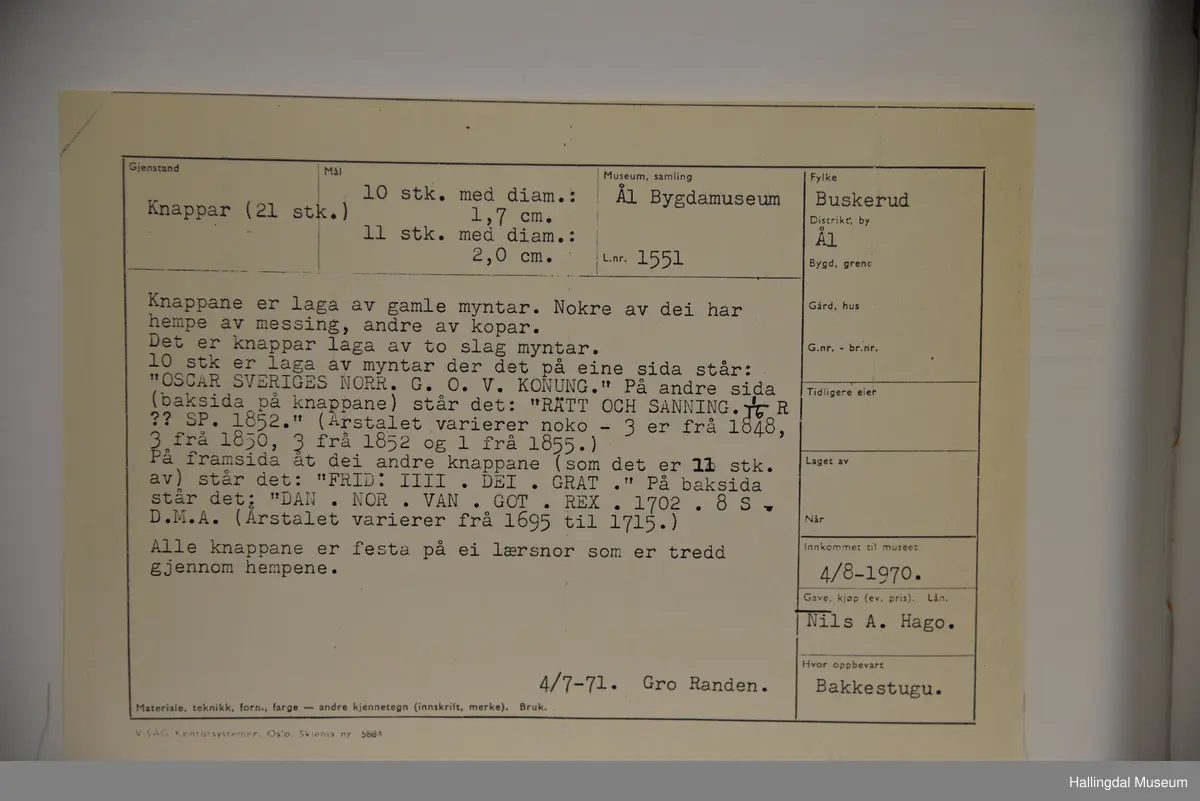 Gjenstand
Knappar (21 stk.)
Mål
10 stk. med diam.:
1,7 cm.
11 stk. med diam.:
2,0 cm.
Museum, samling
Ål Bygdamuseum
L.nr. 1551
Fylke
Buskerud
Distrikt, by
Ål
Bygd, grend
Gård, hus
G.nr. - br.nr.
Tidligere eier
Laget av
Når
Innkommet til museet
4/8-1970.
Gave, kjøp (ev. pris). Lån.
Nils A. Hago.
Hvor oppbevart
Bakkestugu.
Knappane er laga av gamle myntar. Nokre av dei har
hempe av messing, andre av kopar.
Det er knappar laga av to slag myntar.
10 stk er laga av myntar der det på eine sida står:
"OSCAR SVERIGES NORR. G. O. V. KONUNG." På andre sida
(baksida på knappane) står det: "RÄTT OCH SANNING. 1/16 R
?? SP. 1852." (Årstalet varierer noko - 3 er frå 1848,
3 frå 1850, 3 frå 1852 og 1 frå 1855.)
På framsida åt dei andre knappane (som det er 11 stk.
av) står det: "FRID: IIII . DEI . GRAT ." På baksida
står det: "DAN . NOR . VAN . GOT . REX . 1702 . 8 S .
D.M.A. (Årstalet varierer frå 1695 til 1715.)
Alle knappane er festa på ei lærsnor som er tredd
gjennom hempene.
4/7-71. Gro Randen.
Materiale, teknikk, form, farge — andre kjennetegn (innskrift, merke). Bruk.
Kontorsystemer, Oslo, Skjema nr 5884
Hallingdal Museum